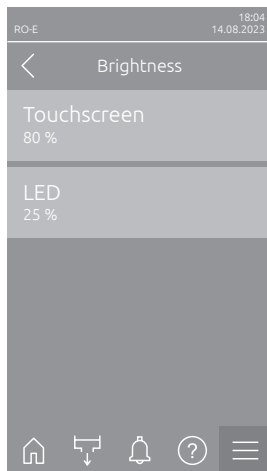 18:04
RO-E 14.08.2023
Brightness
Touchscreen
80 %
LED
25 %
?